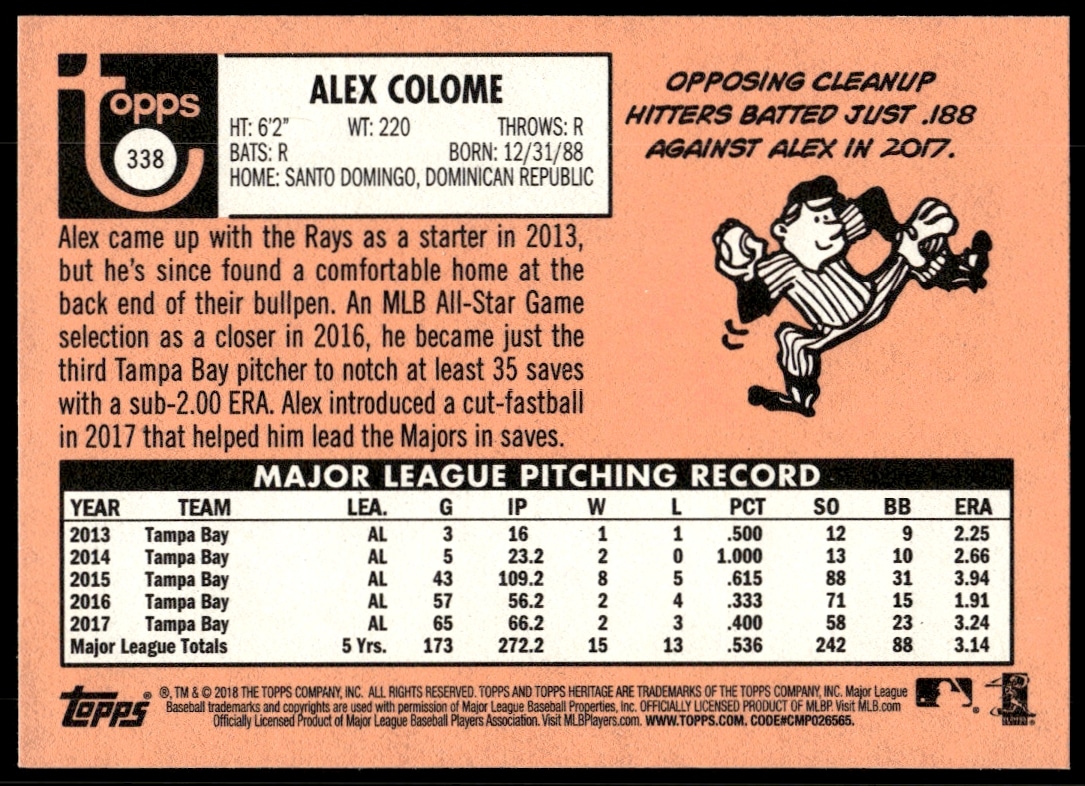 topps
338
ALEX COLOME
HT: 6'2" WT: 220 THROWS: R
BATS: R BORN: 12/31/88
HOME: SANTO DOMINGO, DOMINICAN REPUBLIC
OPPOSING CLEANUP
HITTERS BATTED JUST .188
AGAINST ALEX IN 2017.
Alex came up with the Rays as a starter in 2013,
but he's since found a comfortable home at the
back end of their bullpen. An MLB All-Star Game
selection as a closer in 2016, he became just the
third Tampa Bay pitcher to notch at least 35 saves
with a sub-2.00 ERA. Alex introduced a cut-fastball
in 2017 that helped him lead the Majors in saves.
MAJOR LEAGUE PITCHING RECORD
YEAR TEAM LEA. G IP W L PCT SO BB ERA
2013 Tampa Bay AL 3 16 1 1 .500 12 9 2.25
2014 Tampa Bay AL 5 23.2 2 0 1.000 13 10 2.66
2015 Tampa Bay AL 43 109.2 8 5 .615 88 31 3.94
2016 Tampa Bay AL 57 56.2 2 4 .333 71 15 1.91
2017 Tampa Bay AL 65 66.2 2 3 .400 58 23 3.24
Major League Totals 5 Yrs. 173 272.2 15 13 .536 242 88 3.14
topps ®
®, TM & © 2018 THE TOPPS COMPANY, INC. ALL RIGHTS RESERVED. TOPPS AND TOPPS HERITAGE ARE TRADEMARKS OF THE TOPPS COMPANY, INC. Major League
Baseball trademarks and copyrights are used with permission of Major League Baseball Properties, Inc. OFFICIALLY LICENSED PRODUCT OF MLBP. Visit MLB.com
Officially Licensed Product of Major League Baseball Players Association. Visit MLBPlayers.com. WWW.TOPPS.COM. CODE#CMP026565.